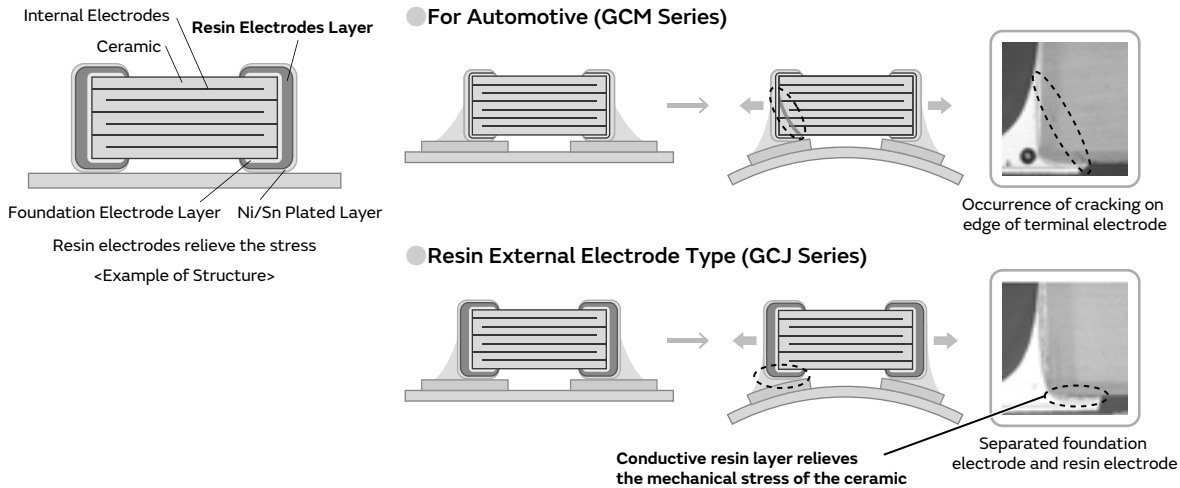 Internal Electrodes
Resin Electrodes Layer
Ceramic
Foundation Electrode Layer
Ni/Sn Plated Layer
Resin electrodes relieve the stress
<Example of Structure>
For Automotive (GCM Series)
Occurrence of cracking on
edge of terminal electrode
Resin External Electrode Type (GCJ Series)
Conductive resin layer relieves
the mechanical stress of the ceramic
Separated foundation
electrode and resin electrode